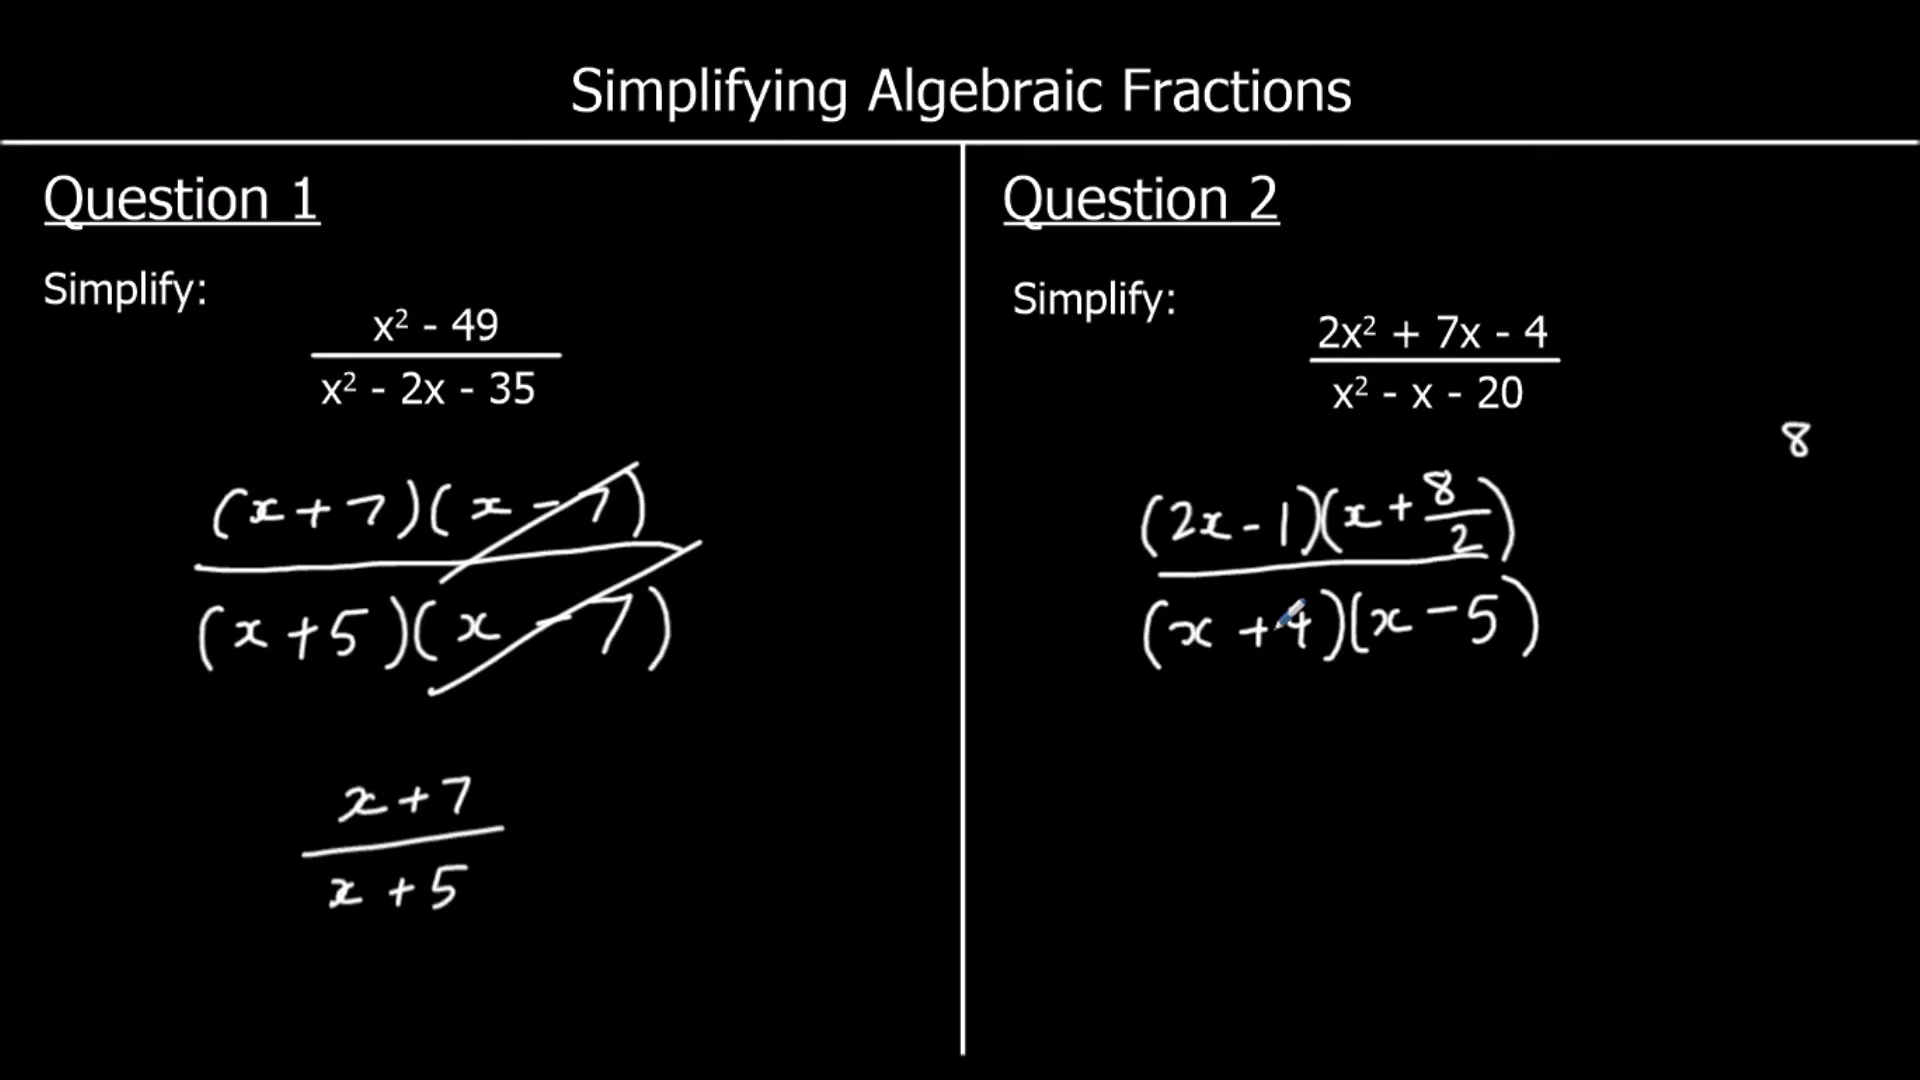 Simplifying Algebraic Fractions
Question 1
Simplify:
x² - 49
x² - 2x - 35
(x + 7)(x - 7)
(x + 5)(x - 7)
x + 7
x + 5
Question 2
Simplify:
2x² + 7x - 4
x² - x - 20
8
(2x - 1)(x + 8/2)
(x + 4)(x - 5)